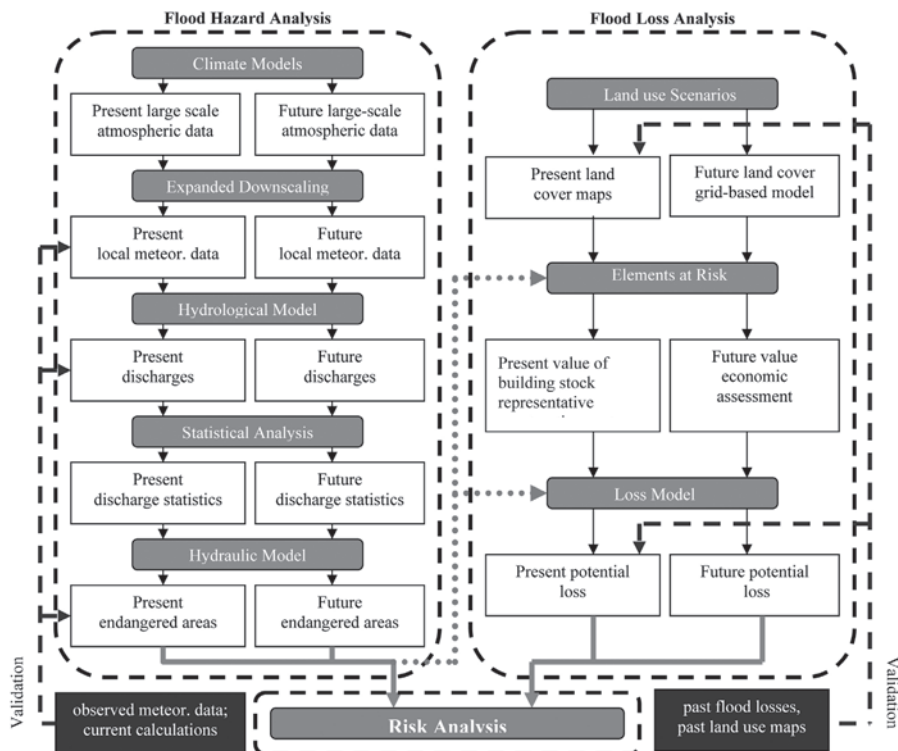 Flood Hazard Analysis
Climate Models
Present large scale
atmospheric data
Future large-scale
atmospheric data
Expanded Downscaling
Present
local meteor. data
Future
local meteor. data
Hydrological Model
Present
discharges
Future
discharges
Statistical Analysis
Present
discharge statistics
Future
discharge statistics
Hydraulic Model
Present
endangered areas
Future
endangered areas
Validation
observed meteor. data;
current calculations
Flood Loss Analysis
Land use Scenarios
Present land
cover maps
Future land cover
grid-based model
Elements at Risk
Present value of
building stock
representative
Future value
economic
assessment
Loss Model
Present potential
loss
Future potential
loss
Validation
past flood losses,
past land use maps
Risk Analysis